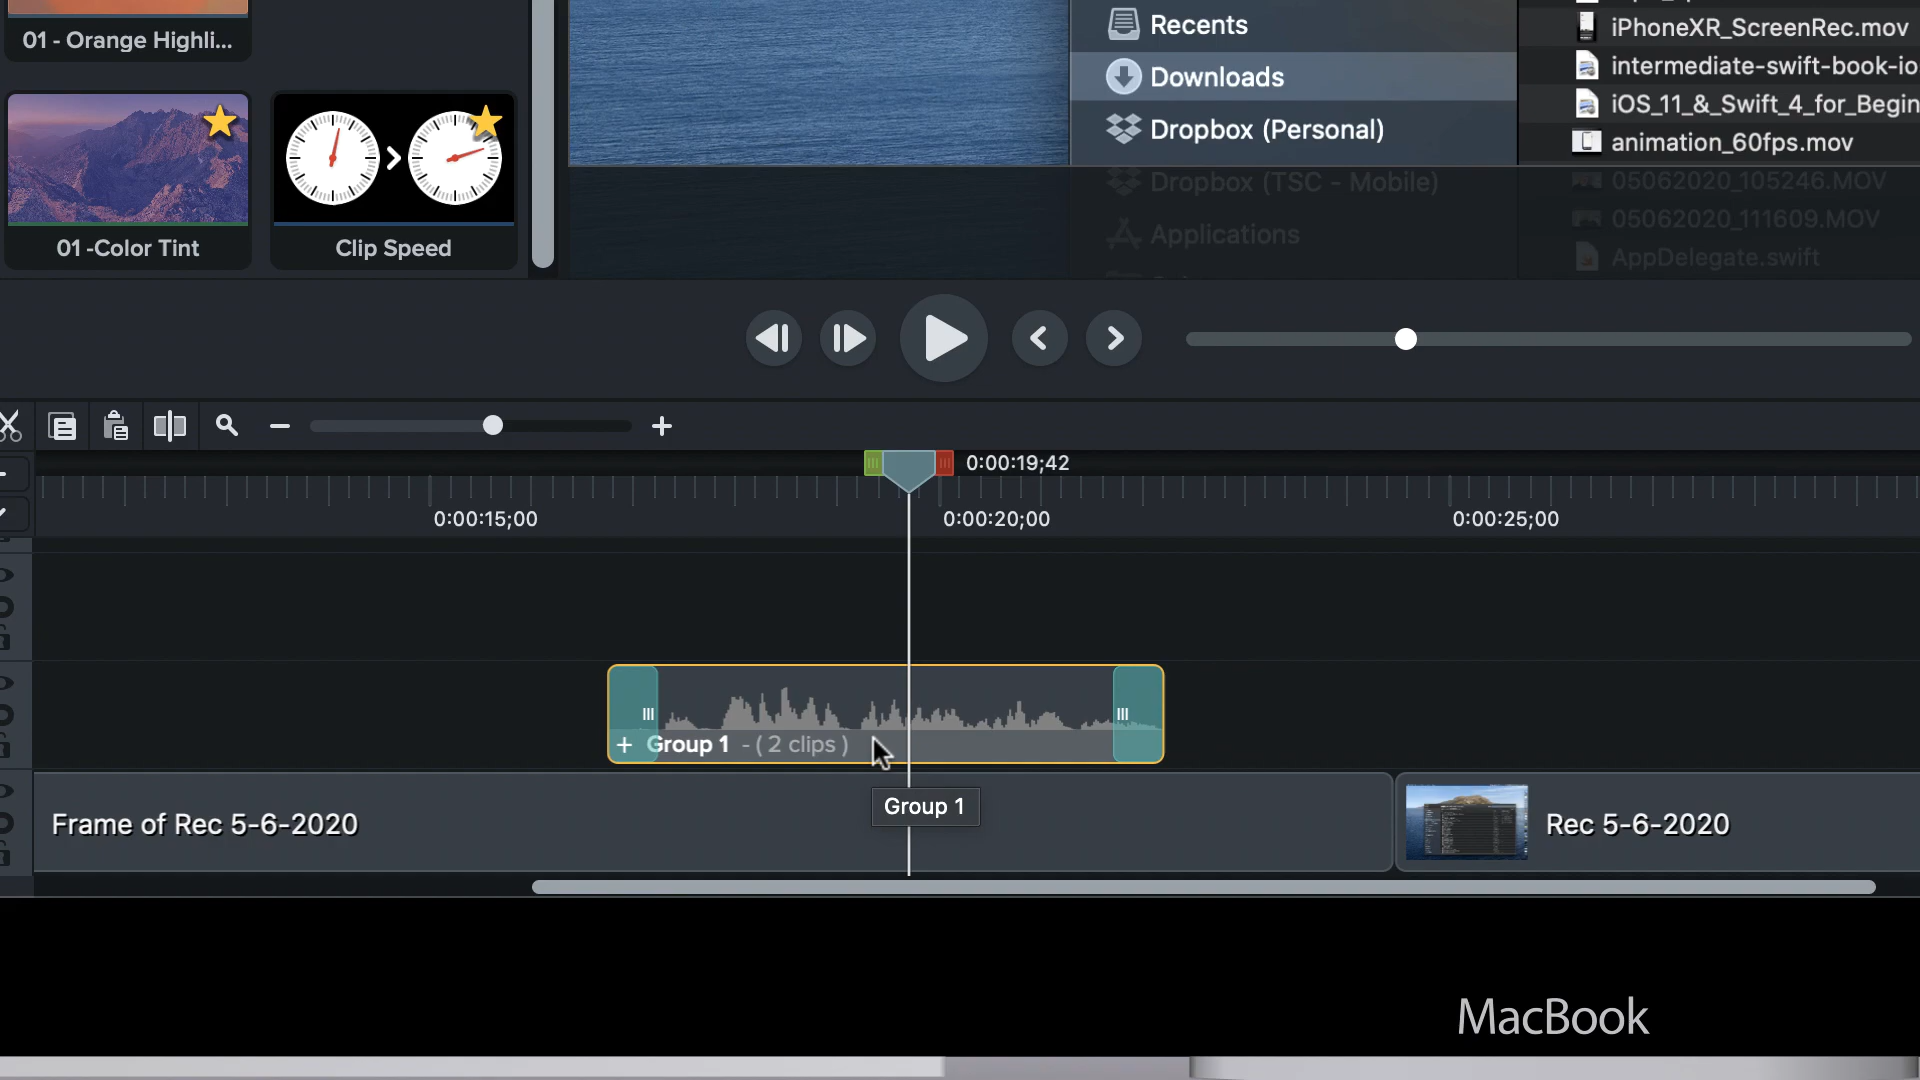 01 - Orange Highli...
01 -Color Tint
Clip Speed
Recents
Downloads
Dropbox (Personal)
Dropbox (TSC - Mobile)
Applications
iPhoneXR_ScreenRec.mov
intermediate-swift-book-io
iOS_11_&_Swift_4_for_Begin
animation_60fps.mov
05062020_105246.MOV
05062020_111609.MOV
AppDelegate.swift
0:00:19;42
0:00:15;00
0:00:20;00
0:00:25;00
+ Group 1 - ( 2 clips )
Group 1
Frame of Rec 5-6-2020
Rec 5-6-2020
MacBook